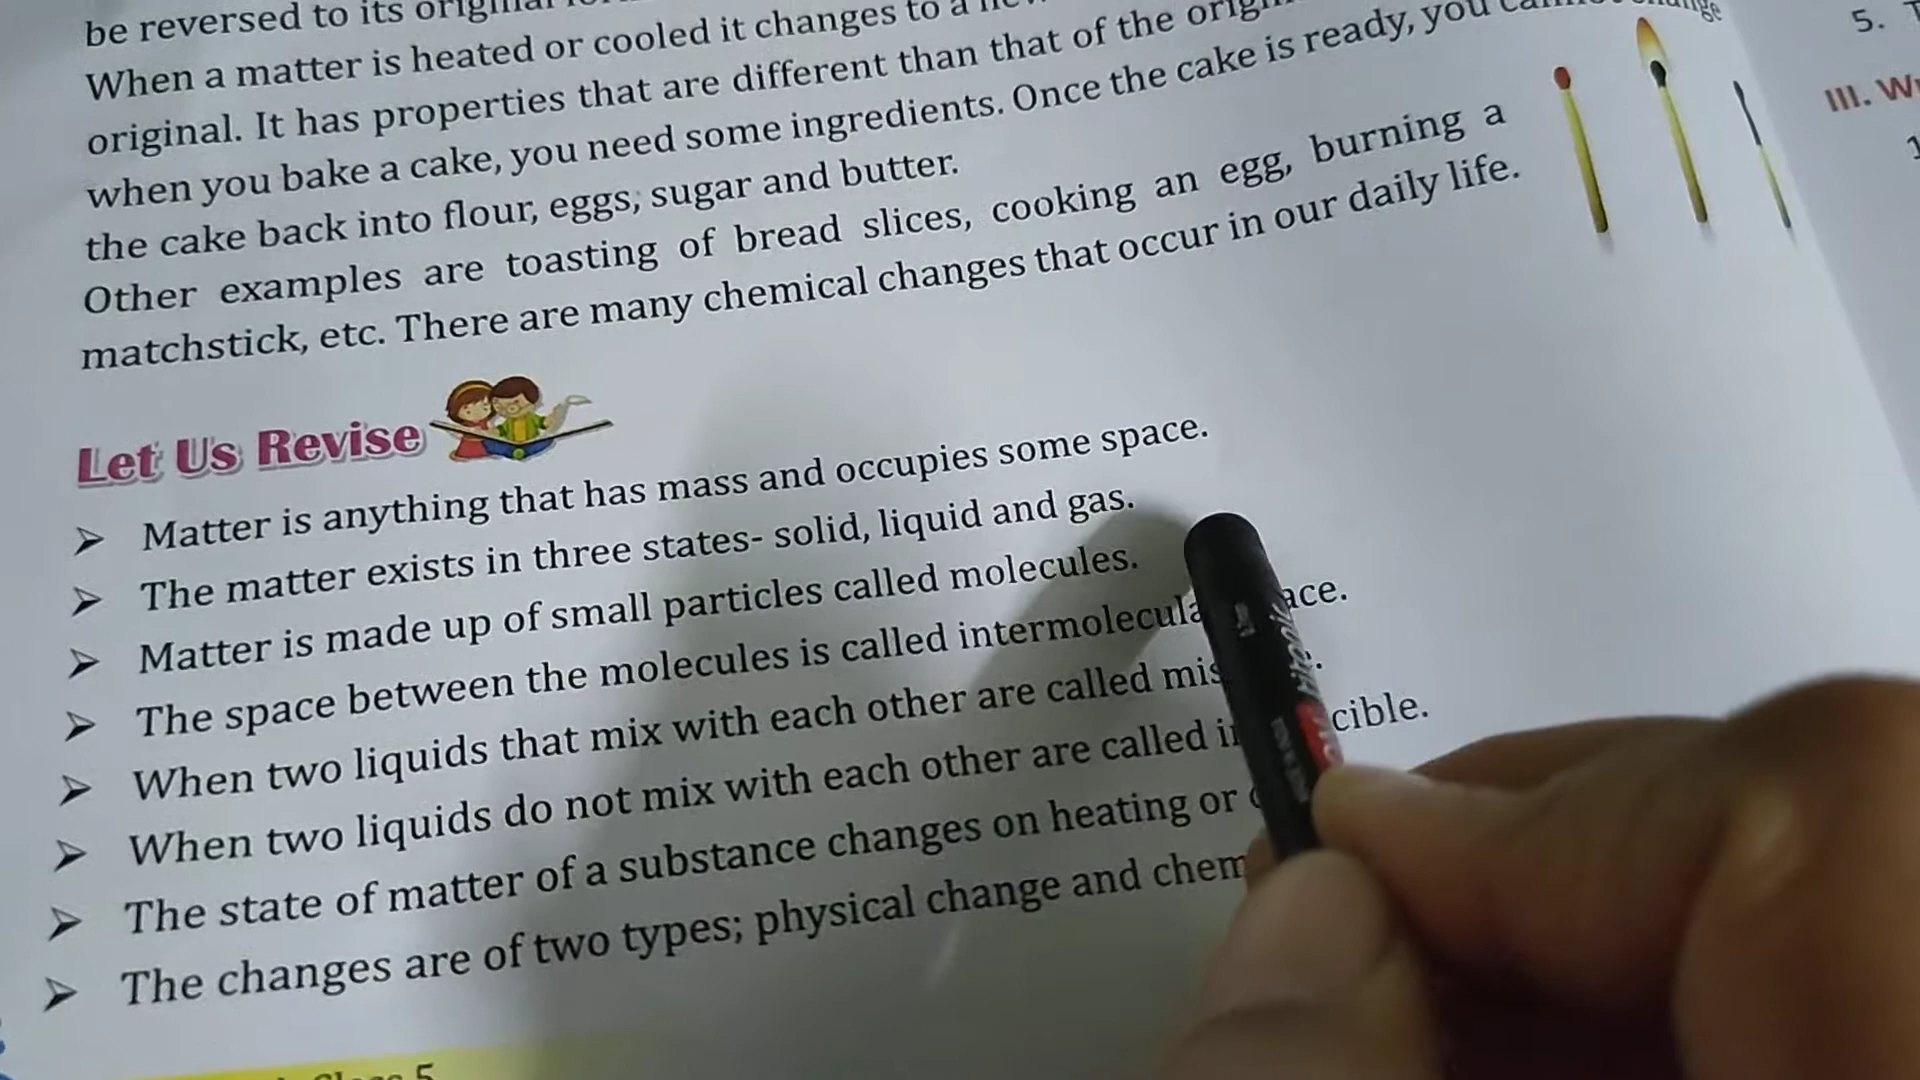 be reversed to its original
When a matter is heated or cooled it changes to a
original. It has properties that are different than that of the
when you bake a cake, you need some ingredients. Once the cake is ready, you
the cake back into flour, eggs, sugar and butter.
Other examples are toasting of bread slices, cooking an egg, burning a
matchstick, etc. There are many chemical changes that occur in our daily life.
Let Us Revise
➢ Matter is anything that has mass and occupies some space.
➢ The matter exists in three states- solid, liquid and gas.
➢ Matter is made up of small particles called molecules.
➢ The space between the molecules is called
➢ When two liquids that mix with each other are called
➢ When two liquids do not mix with each other are called
➢ The state of matter of a substance changes on heating or
➢ The changes are of two types; physical change and
Class 5
5.
III.